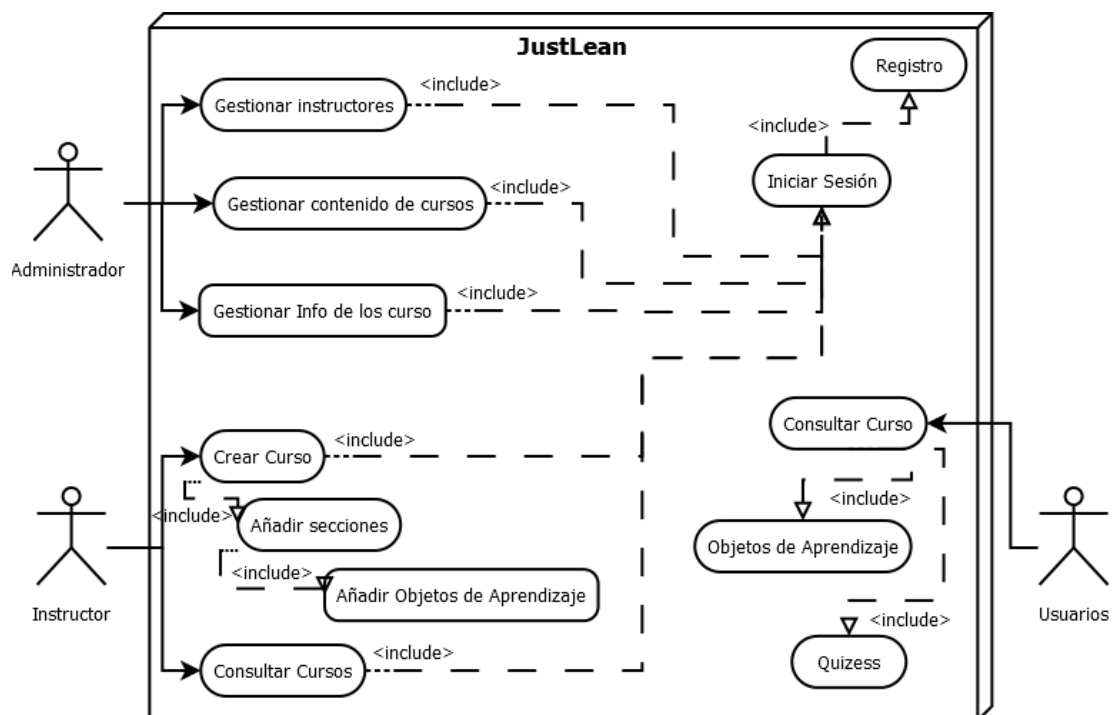 JustLean
Registro
<include>
Gestionar instructores
<include>
Iniciar Sesión
<include>
Gestionar contenido de cursos
Administrador
<include>
Gestionar Info de los curso
Consultar Curso
<include>
Crear Curso
<include>
<include>
Añadir secciones
Objetos de Aprendizaje
<include>
Añadir Objetos de Aprendizaje
Instructor
Usuarios
<include>
<include>
Consultar Cursos
Quizess